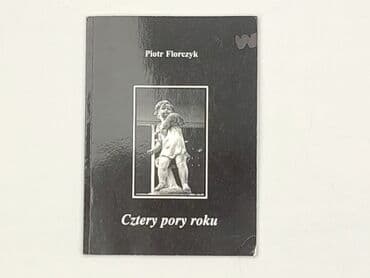 Piotr Florczyk
Cztery pory roku